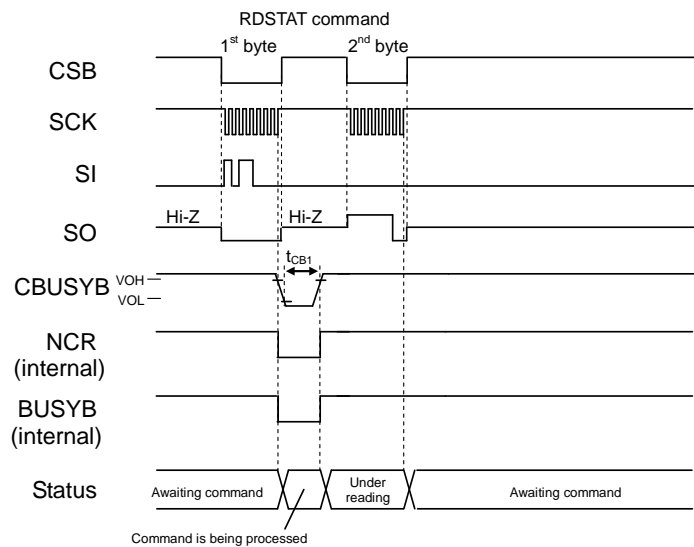 RDSTAT command
1st byte
2nd byte
CSB
SCK
SI
Hi-Z
Hi-Z
SO
tCB1
VOH
CBUSYB
VOL
NCR
(internal)
BUSYB
(internal)
Status
Awaiting command
Under
reading
Awaiting command
Command is being processed